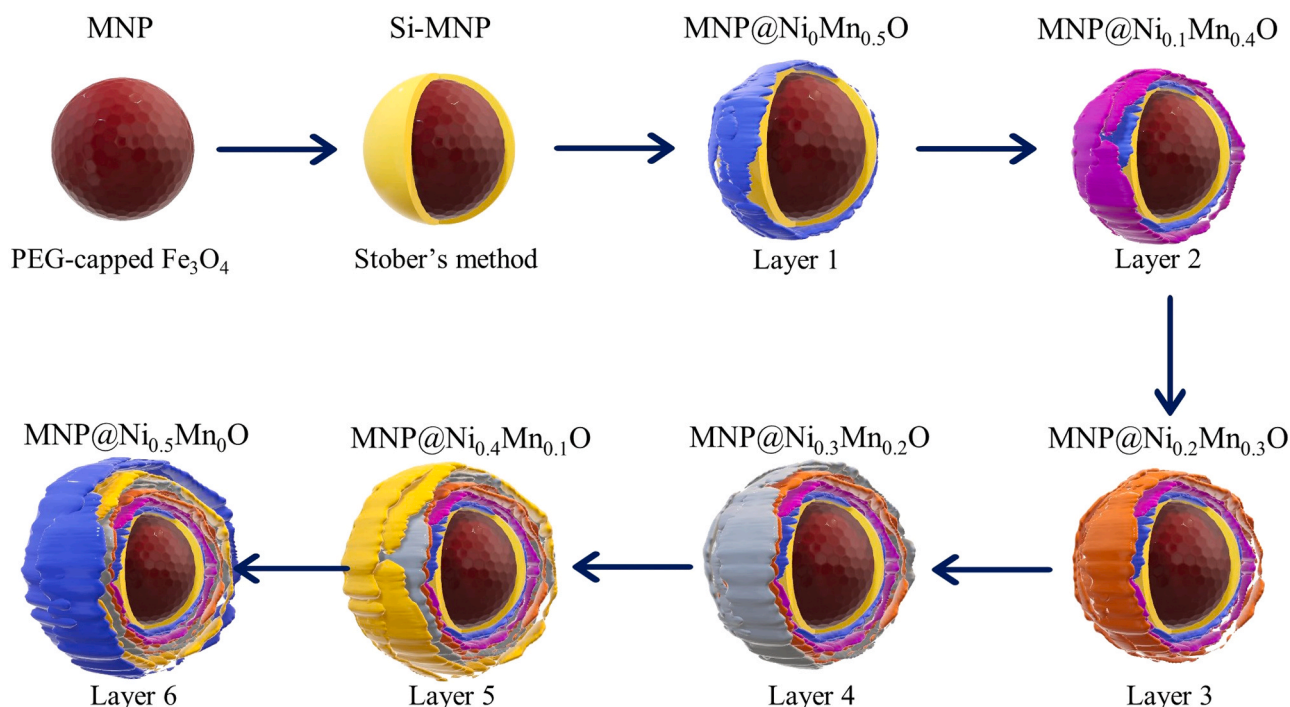 MNP
Si-MNP
MNP@Ni₀Mn₀.₅O
MNP@Ni₀.₁Mn₀.₄O
PEG-capped Fe₃O₄
Stober’s method
Layer 1
Layer 2
MNP@Ni₀.₅Mn₀O
MNP@Ni₀.₄Mn₀.₁O
MNP@Ni₀.₃Mn₀.₂O
MNP@Ni₀.₂Mn₀.₃O
Layer 6
Layer 5
Layer 4
Layer 3